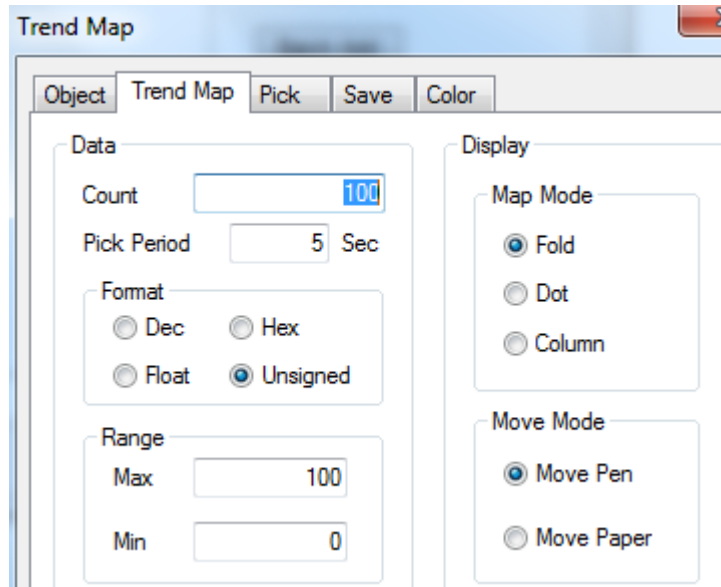 Trend Map
Object Trend Map Pick Save Color
Data
Count 100
Pick Period 5 Sec
Format
Dec Hex
Float Unsigned
Range
Max 100
Min 0
Display
Map Mode
Fold
Dot
Column
Move Mode
Move Pen
Move Paper